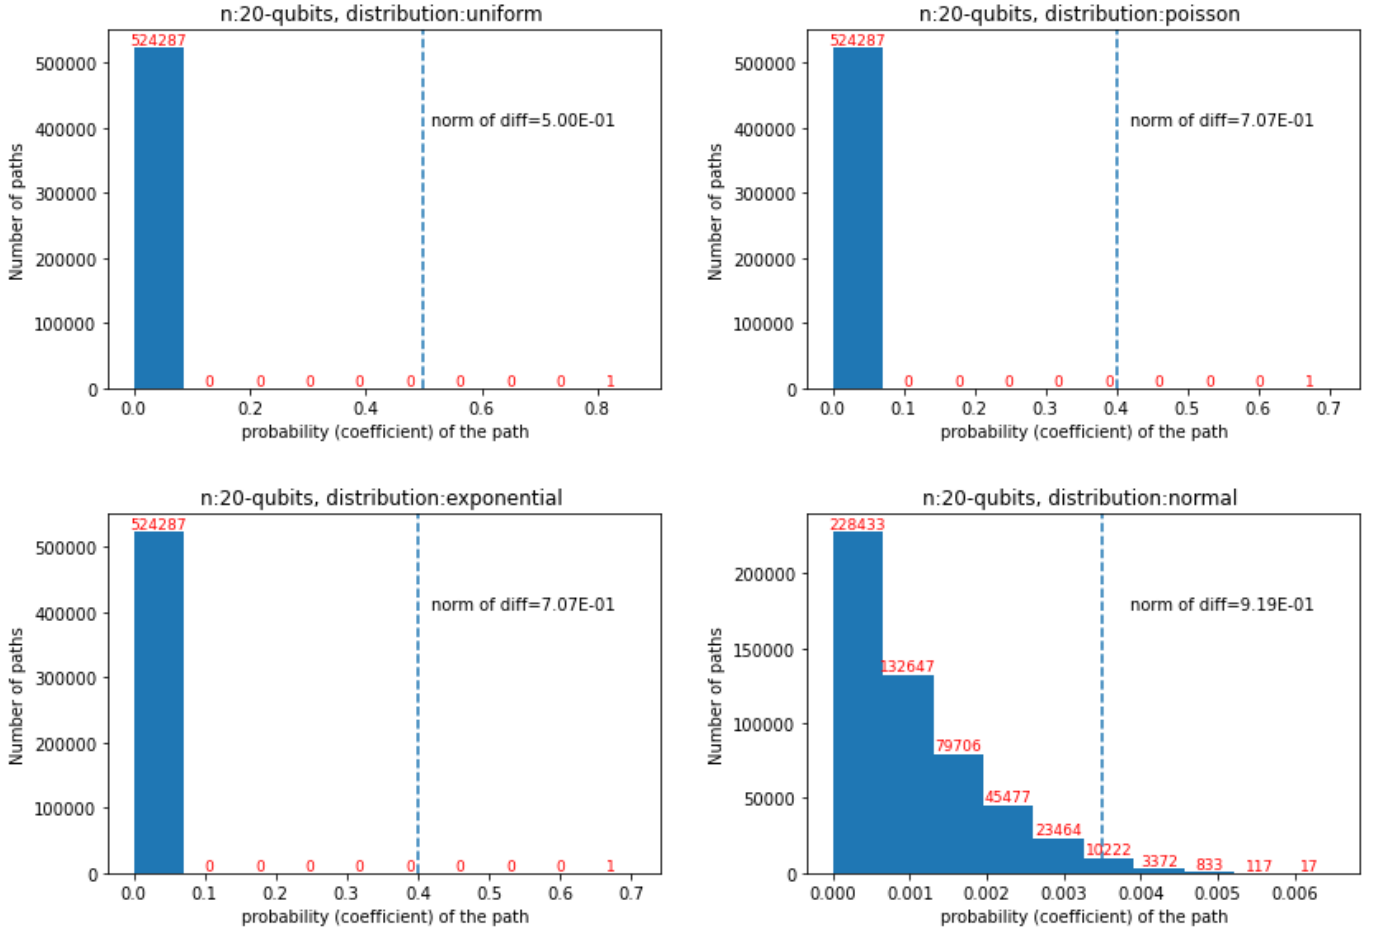 n:20-qubits, distribution:uniform
524287
500000
400000
300000
200000
100000
0
Number of paths
norm of diff=5.00E-01
0 0 0 0 0 0 0 0 1
0.0 0.2 0.4 0.6 0.8
probability (coefficient) of the path
n:20-qubits, distribution:poisson
524287
500000
400000
300000
200000
100000
0
Number of paths
norm of diff=7.07E-01
0 0 0 0 0 0 0 0 1
0.0 0.1 0.2 0.3 0.4 0.5 0.6 0.7
probability (coefficient) of the path
n:20-qubits, distribution:exponential
524287
500000
400000
300000
200000
100000
0
Number of paths
norm of diff=7.07E-01
0 0 0 0 0 0 0 0 1
0.0 0.1 0.2 0.3 0.4 0.5 0.6 0.7
probability (coefficient) of the path
n:20-qubits, distribution:normal
228433
200000
150000
100000
50000
0
Number of paths
norm of diff=9.19E-01
132647
79706
45477
23464
10222
3372
833
117
17
0.000 0.001 0.002 0.003 0.004 0.005 0.006
probability (coefficient) of the path